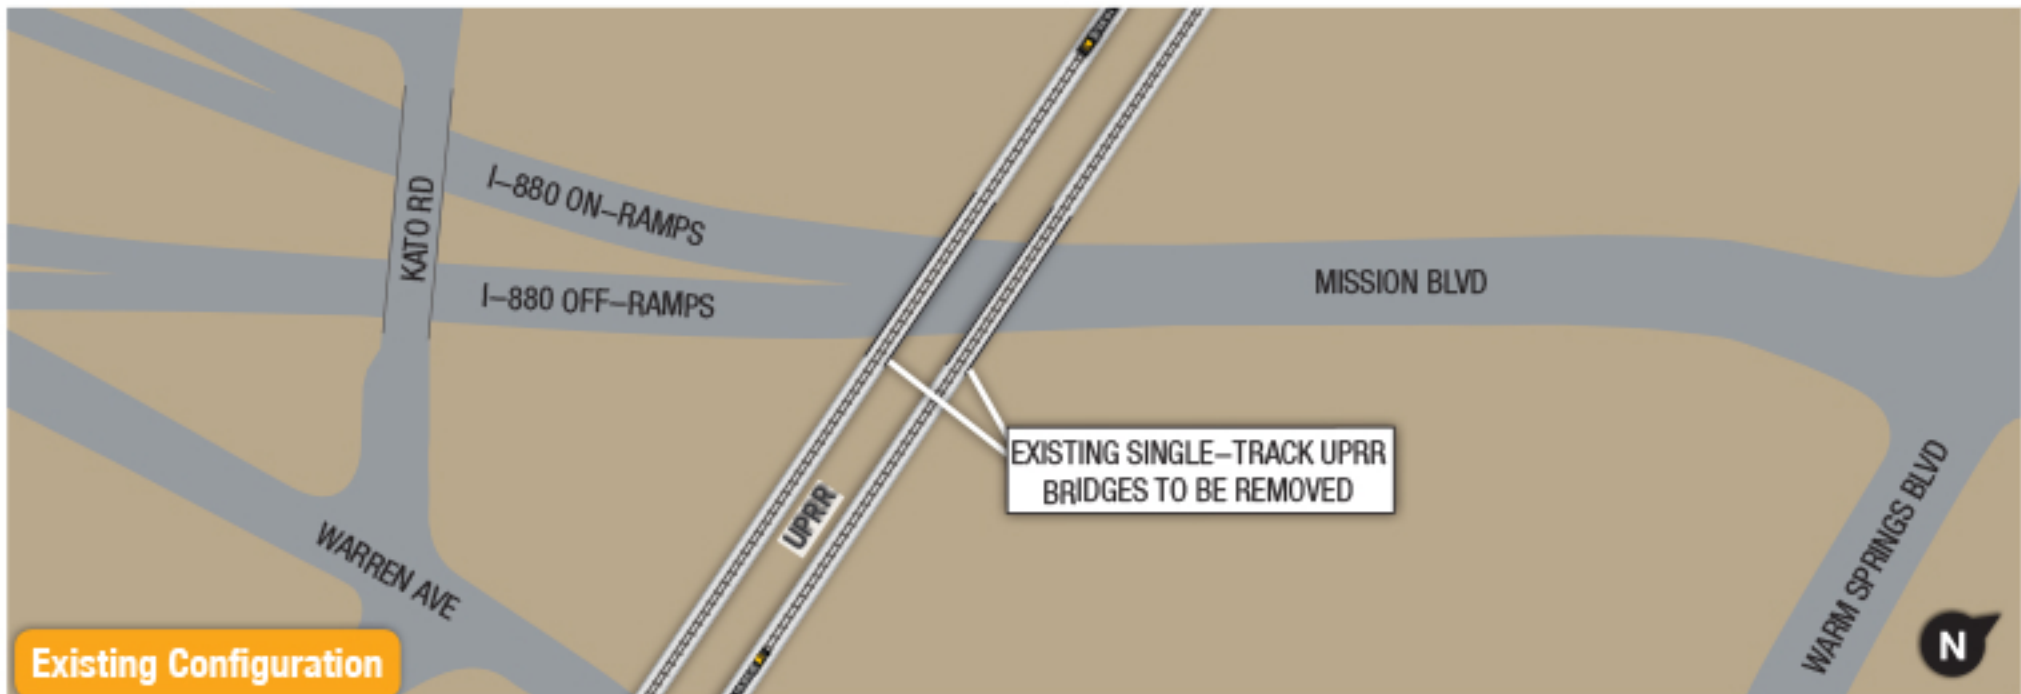 I–880 ON–RAMPS
KATO RD
MISSION BLVD
I–880 OFF–RAMPS
EXISTING SINGLE–TRACK UPRR
BRIDGES TO BE REMOVED
UPRR
WARREN AVE
WARM SPRINGS BLVD
Existing Configuration
N